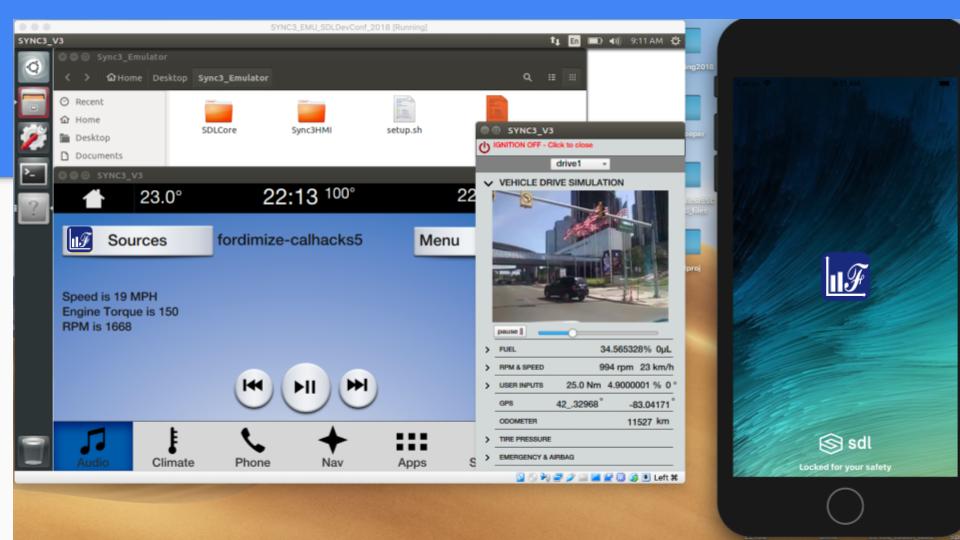 SYNC3_EMU_SDLDevConf_2018 [Running]
SYNC3_V3
En
9:11 AM
Sync3_Emulator
Home Desktop Sync3_Emulator
Recent
Home
Desktop
Documents
SDLCore
Sync3HMI
setup.sh
SYNC3_V3
23.0°
22:13 100°
22
Sources
fordimize-calhacks5
Menu
Speed is 19 MPH
Engine Torque is 150
RPM is 1668
Audio
Climate
Phone
Nav
Apps
S
SYNC3_V3
IGNITION OFF - Click to close
drive1
VEHICLE DRIVE SIMULATION
pause ||
FUEL 34.565328% 0µL
RPM & SPEED 994 rpm 23 km/h
USER INPUTS 25.0 Nm 4.9000001 % 0 °
GPS 42_.32968° -83.04171°
ODOMETER 11527 km
TIRE PRESSURE
EMERGENCY & AIRBAG
Left ⌘
ng2018
eper
_files
proj
F
sdl
Locked for your safety